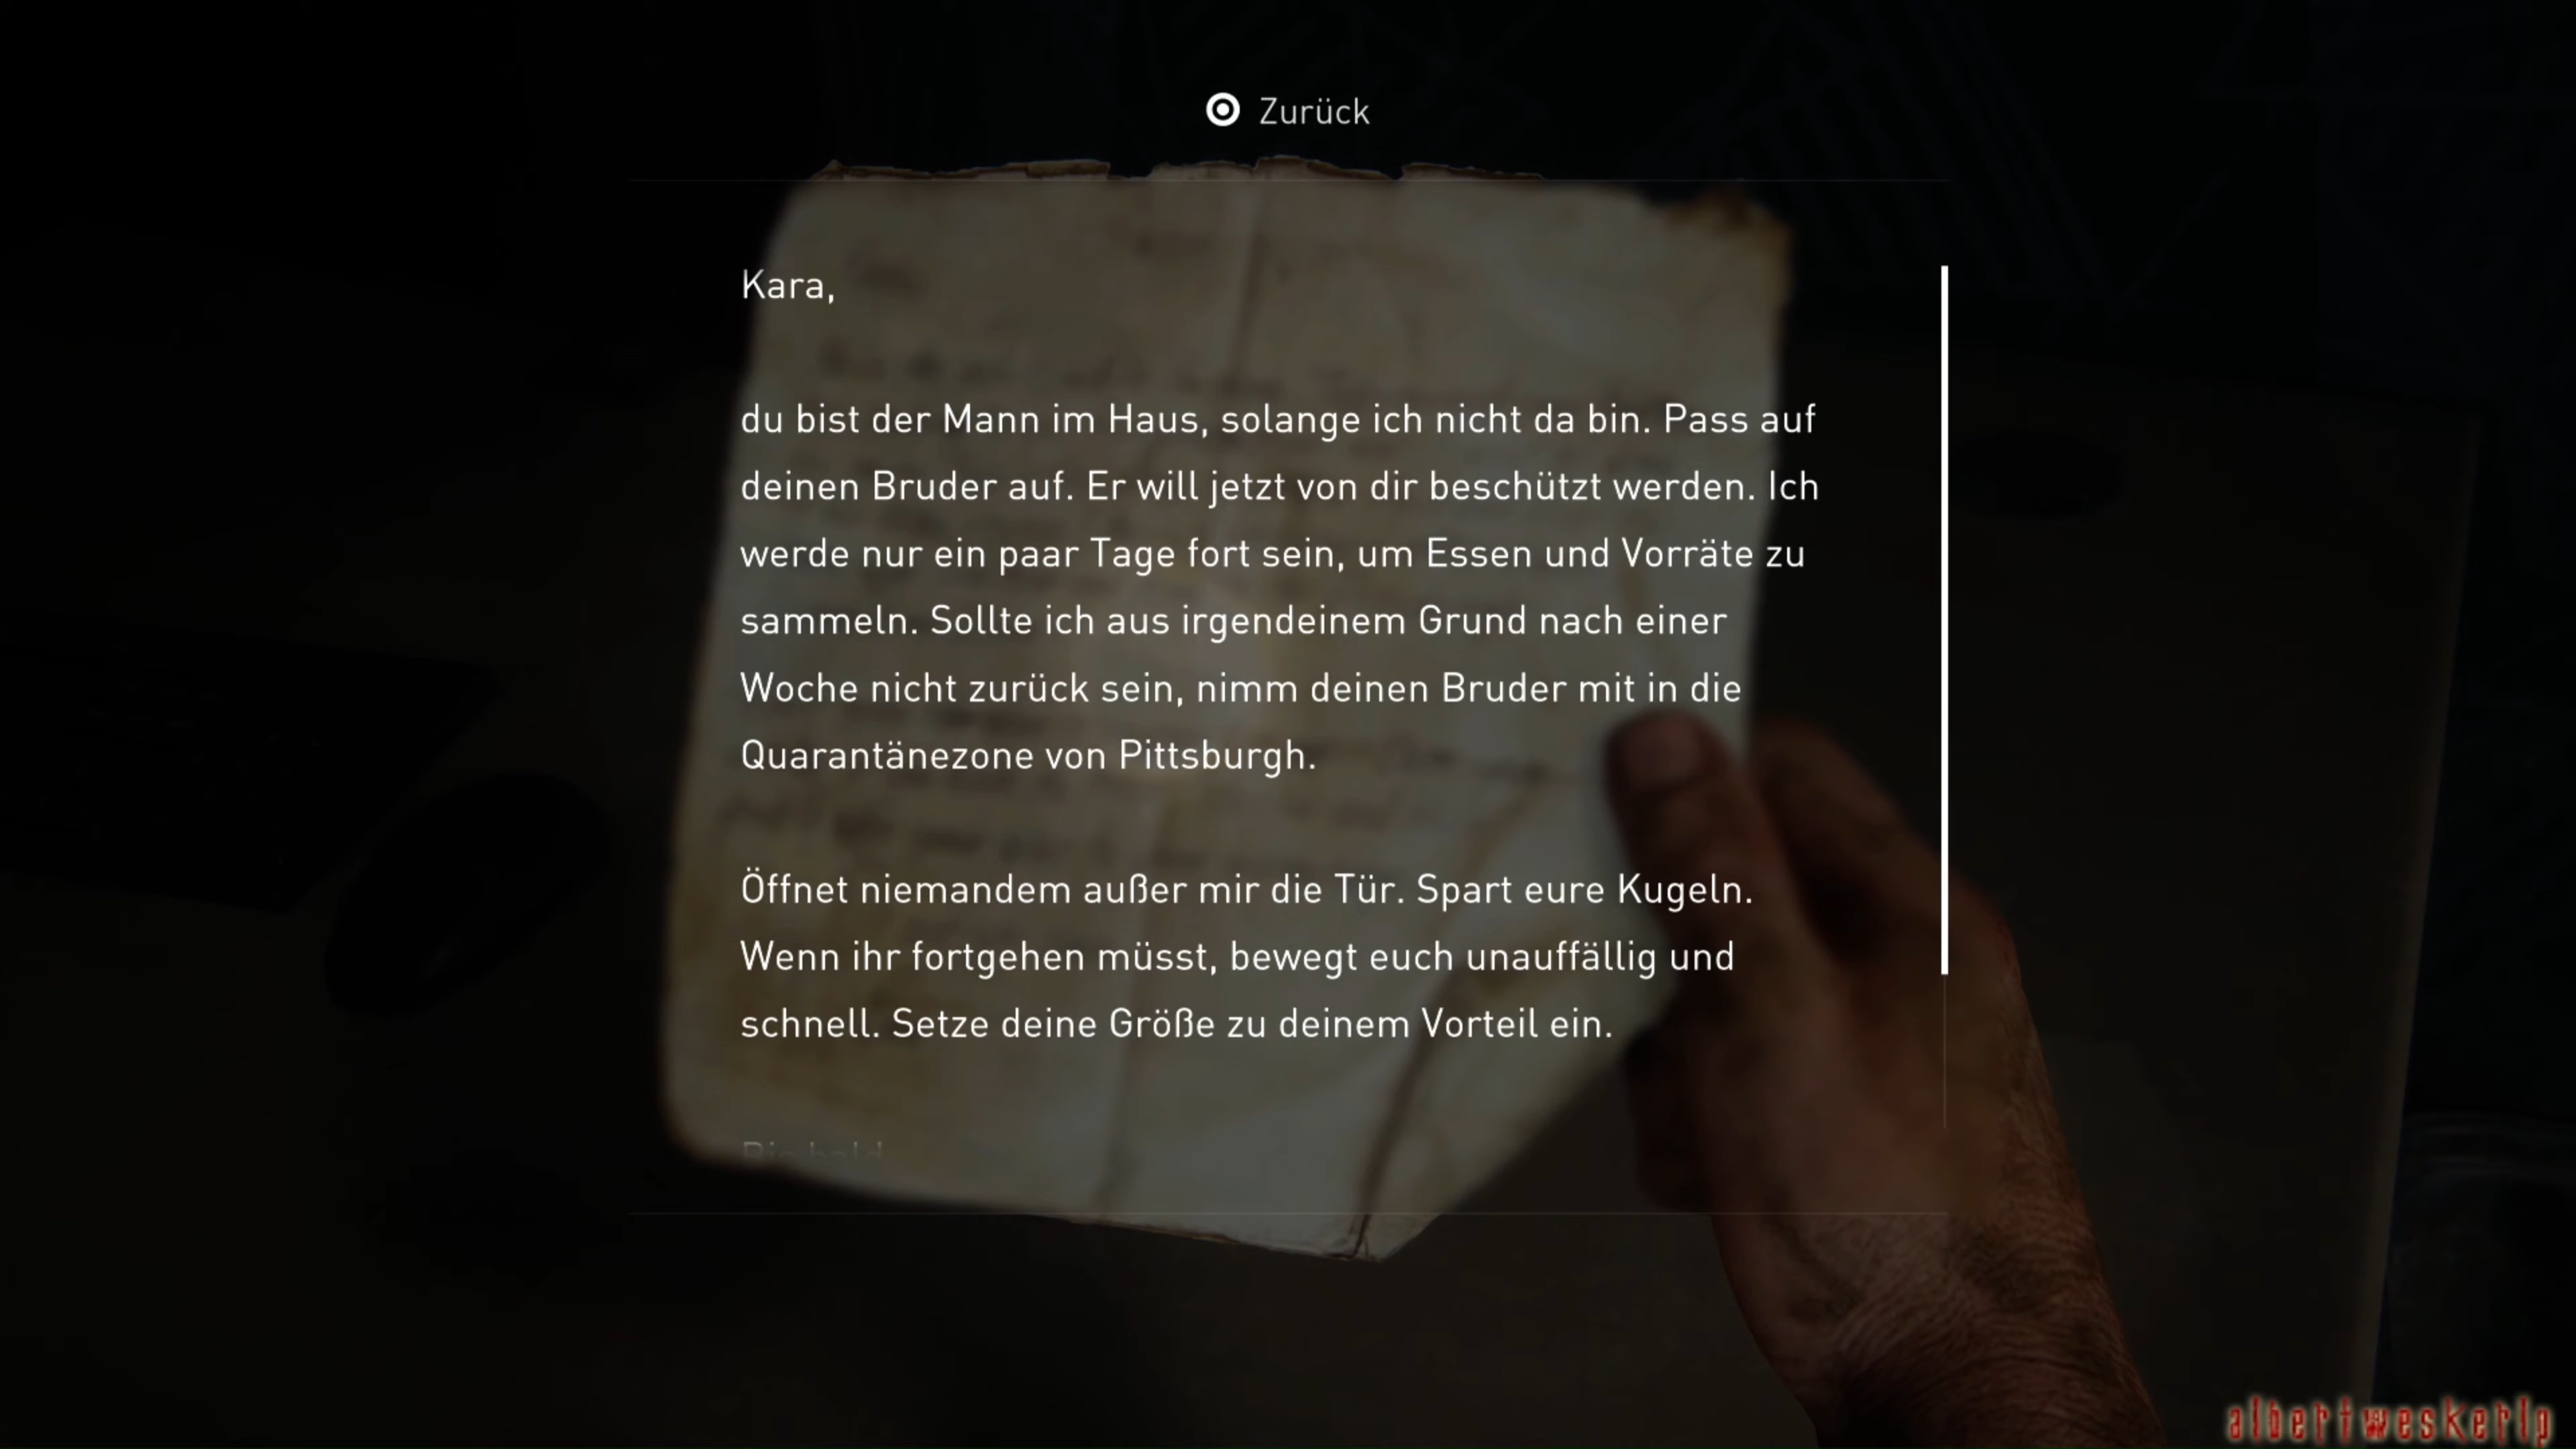 Zurück
Kara,
du bist der Mann im Haus, solange ich nicht da bin. Pass auf
deinen Bruder auf. Er will jetzt von dir beschützt werden. Ich
werde nur ein paar Tage fort sein, um Essen und Vorräte zu
sammeln. Sollte ich aus irgendeinem Grund nach einer
Woche nicht zurück sein, nimm deinen Bruder mit in die
Quarantänezone von Pittsburgh.
Öffnet niemandem außer mir die Tür. Spart eure Kugeln.
Wenn ihr fortgehen müsst, bewegt euch unauffällig und
schnell. Setze deine Größe zu deinem Vorteil ein.
Bis bald
albertweskerlp